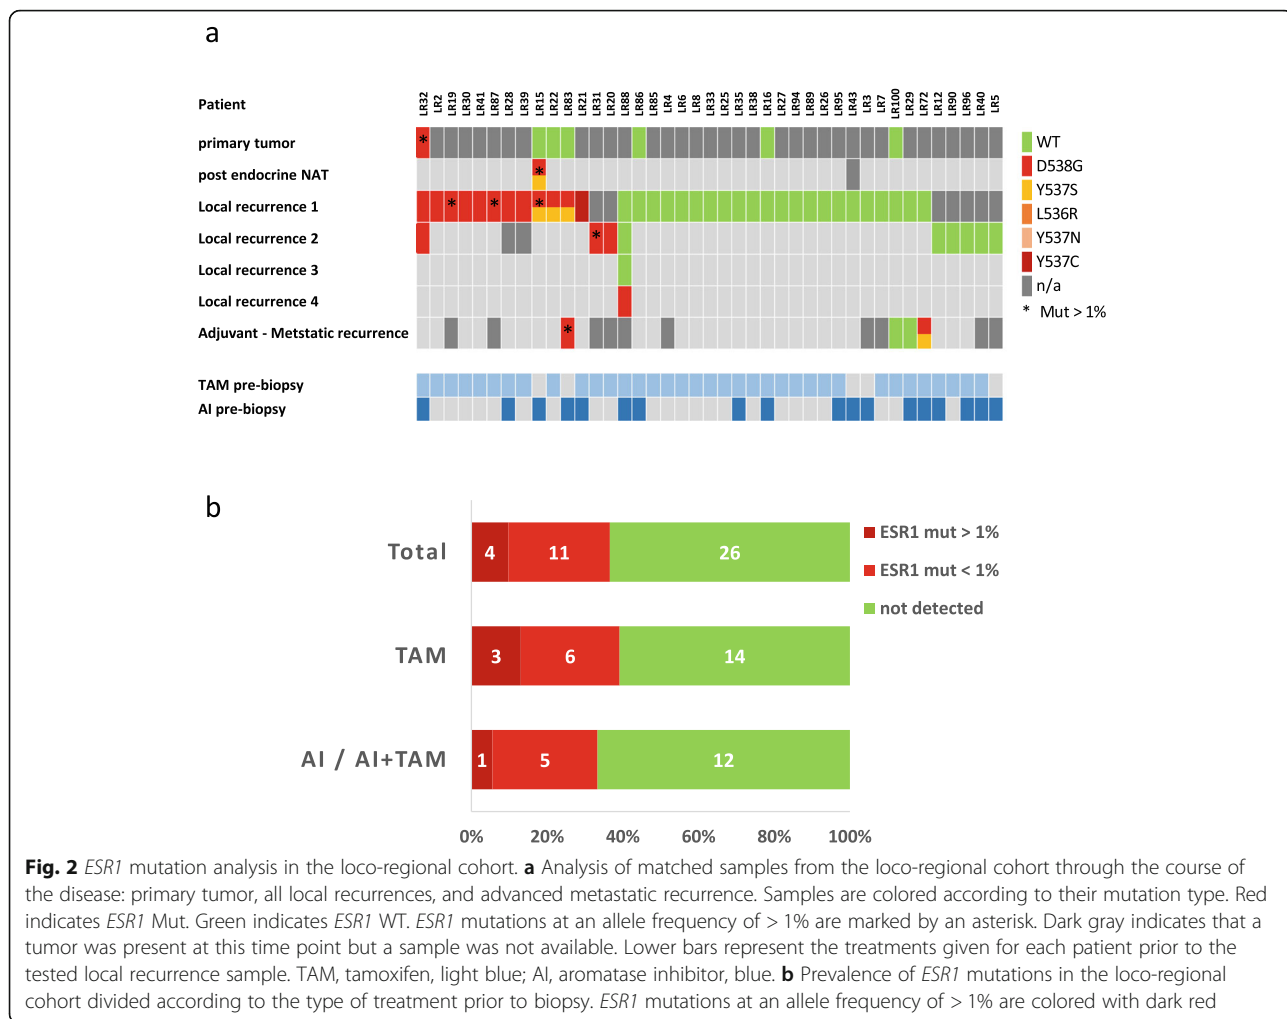 a
Patient
LR32 LR2 LR19 LR30 LR41 LR87 LR28 LR39 LR15 LR22 LR83 LR21 LR31 LR20 LR88 LR86 LR85 LR4 LR6 LR8 LR33 LR25 LR35 LR38 LR16 LR27 LR94 LR89 LR26 LR95 LR43 LR3 LR7 LR100 LR29 LR72 LR12 LR90 LR96 LR40 LR5
primary tumor
*
post endocrine NAT
*
Local recurrence 1
* * *
Local recurrence 2
*
Local recurrence 3
Local recurrence 4
Adjuvant - Metstatic recurrence
*
TAM pre-biopsy
AI pre-biopsy
WT
D538G
Y537S
L536R
Y537N
Y537C
n/a
* Mut > 1%
b
Total
4 11 26
TAM
3 6 14
AI / AI+TAM
1 5 12
0% 20% 40% 60% 80% 100%
ESR1 mut > 1%
ESR1 mut < 1%
not detected
Fig. 2 ESR1 mutation analysis in the loco-regional cohort. a Analysis of matched samples from the loco-regional cohort through the course of
the disease: primary tumor, all local recurrences, and advanced metastatic recurrence. Samples are colored according to their mutation type. Red
indicates ESR1 Mut. Green indicates ESR1 WT. ESR1 mutations at an allele frequency of > 1% are marked by an asterisk. Dark gray indicates that a
tumor was present at this time point but a sample was not available. Lower bars represent the treatments given for each patient prior to the
tested local recurrence sample. TAM, tamoxifen, light blue; AI, aromatase inhibitor, blue. b Prevalence of ESR1 mutations in the loco-regional
cohort divided according to the type of treatment prior to biopsy. ESR1 mutations at an allele frequency of > 1% are colored with dark red